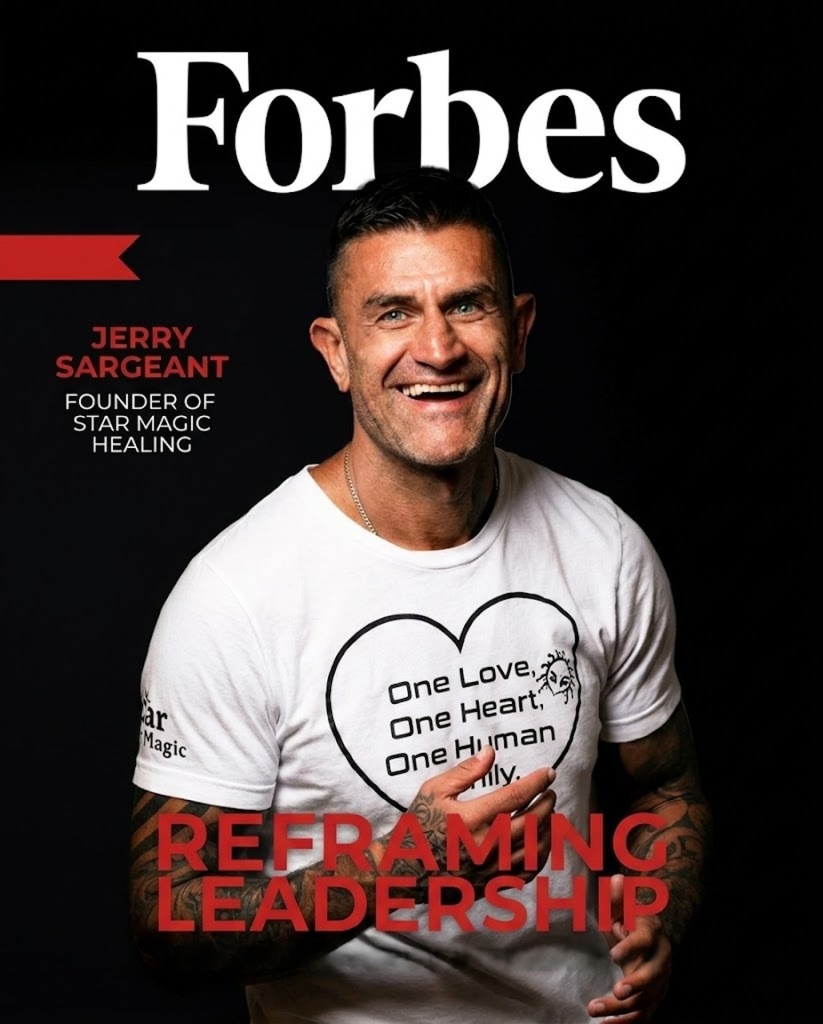 Forbes
JERRY
SARGEANT
FOUNDER OF
STAR MAGIC
HEALING
One Love,
One Heart,
One Human
Magic
REFRAMING
LEADERSHIP